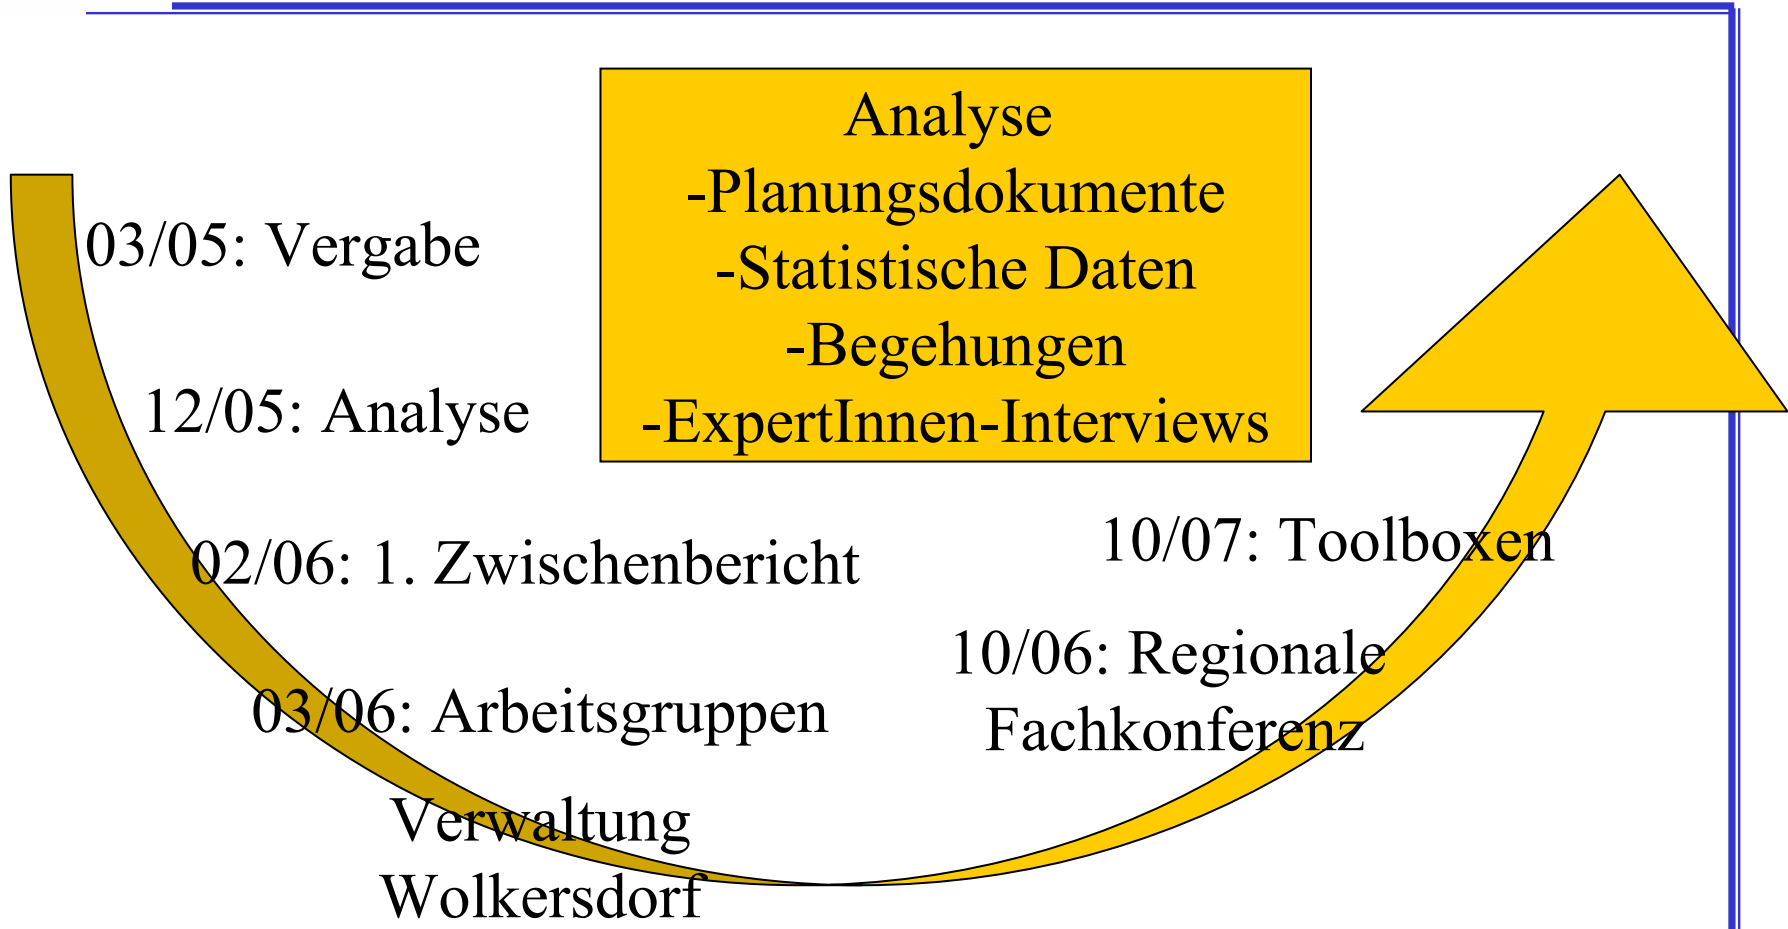 Analyse
-Planungsdokumente
-Statistische Daten
-Begehungen
-ExpertInnen-Interviews
03/05: Vergabe
12/05: Analyse
02/06: 1. Zwischenbericht
03/06: Arbeitsgruppen
Verwaltung
Wolkersdorf
10/06: Regionale
Fachkonferenz
10/07: Toolboxen